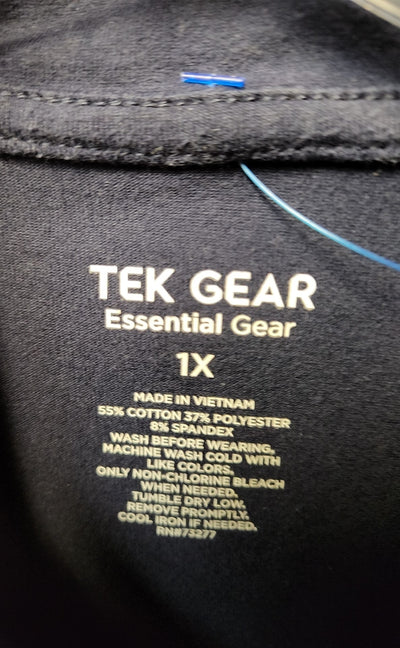 TEK GEAR
Essential Gear
1X
MADE IN VIETNAM
55% COTTON 37% POLYESTER
8% SPANDEX
WASH BEFORE WEARING.
MACHINE WASH COLD WITH
LIKE COLORS.
ONLY NON-CHLORINE BLEACH
WHEN NEEDED.
TUMBLE DRY LOW.
REMOVE PROMPTLY.
COOL IRON IF NEEDED.
RN#73277